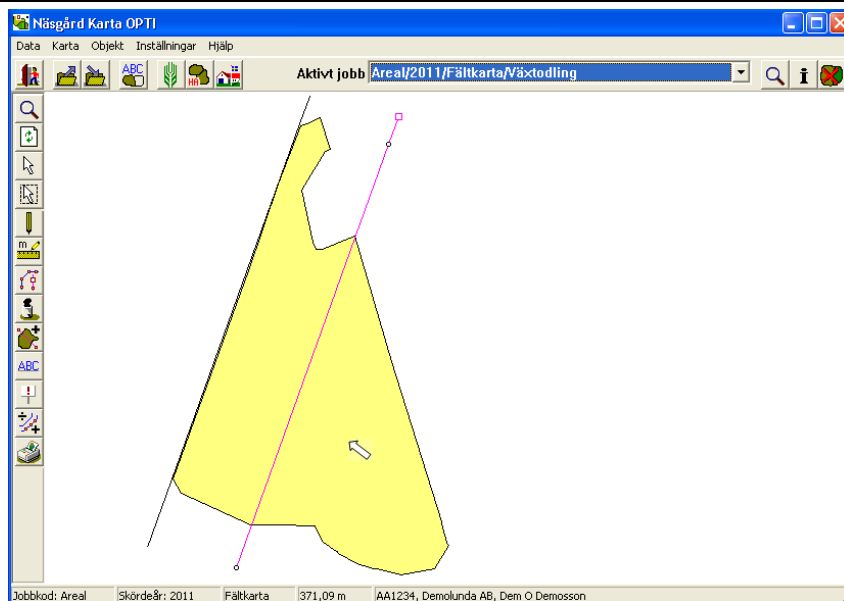 Näsgård Karta OPTI
Data Karta Objekt Inställningar Hjälp
ABC Aktivt jobb Areal/2011/Fältkarta/Växtodling
m
ABC
Jobbkod: Areal Skördeår: 2011 Fältkarta 371,09 m AA1234, Demolunda AB, Dem O Demosson